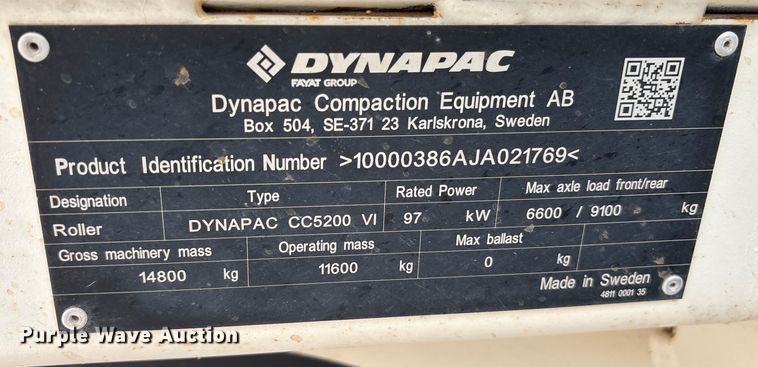 DYNAPAC
FAYAT GROUP
Dynapac Compaction Equipment AB
Box 504, SE-371 23 Karlskrona, Sweden
Product Identification Number >10000386AJA021769<
Designation Type Rated Power Max axle load front/rear
Roller DYNAPAC CC5200 VI 97 kW 6600 / 9100 kg
Gross machinery mass Operating mass Max ballast
14800 kg 11600 kg 0 kg
Made in Sweden
4811 0001 35
Purple Wave Auction